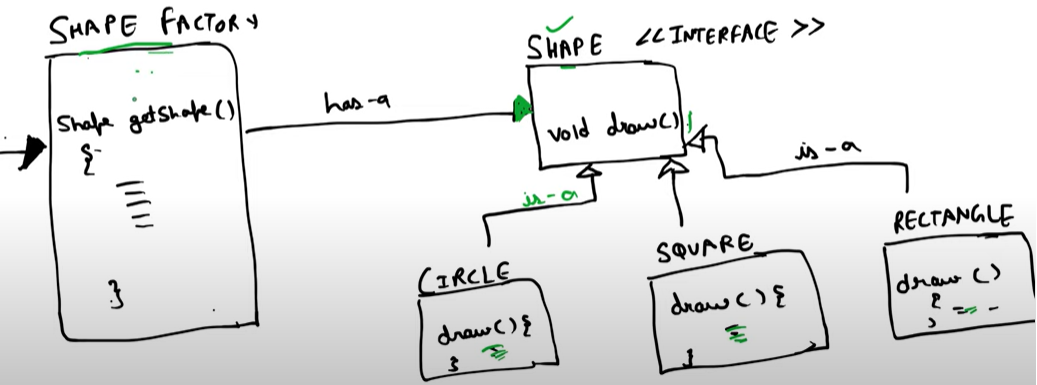 SHAPE FACTORY
Shape getShape()
{
}
has-a
SHAPE <<INTERFACE>>
void draw();
is-a
is-a
CIRCLE
draw(){
}
SQUARE
draw(){
}
RECTANGLE
draw()
{
}